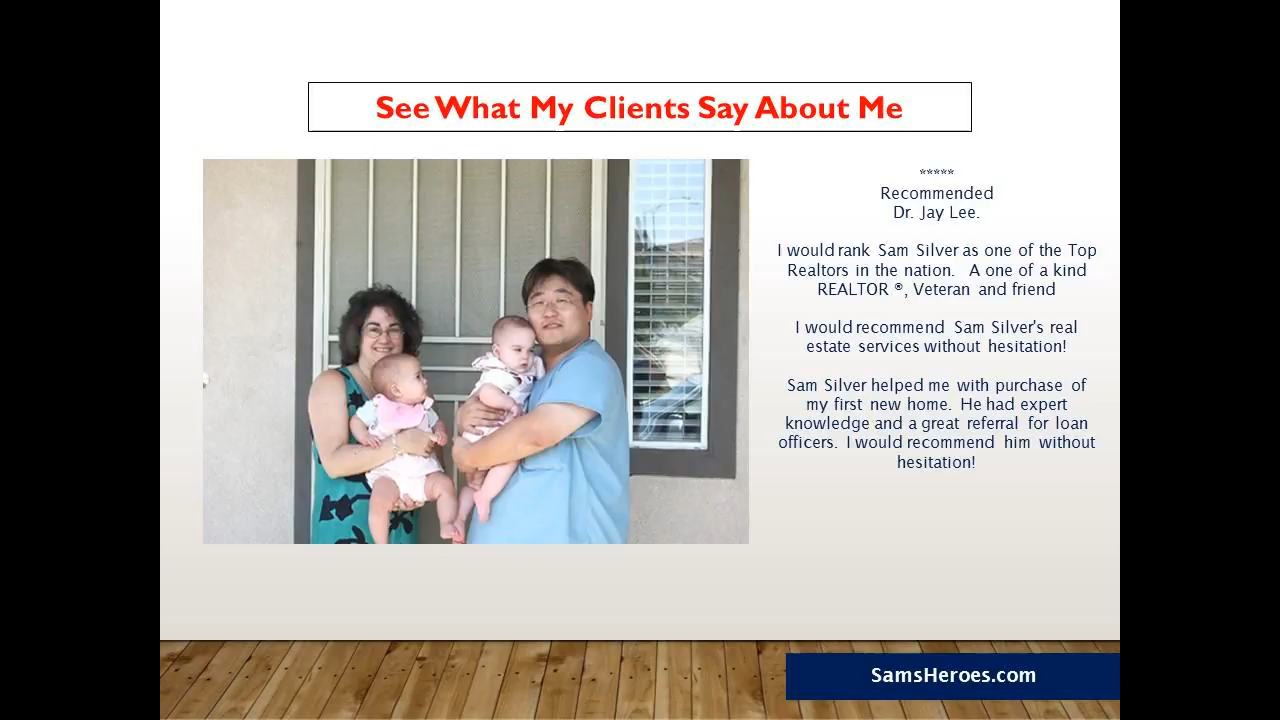 See What My Clients Say About Me
*****
Recommended
Dr. Jay Lee.
I would rank Sam Silver as one of the Top
Realtors in the nation. A one of a kind
REALTOR ®, Veteran and friend
I would recommend Sam Silver's real
estate services without hesitation!
Sam Silver helped me with purchase of
my first new home. He had expert
knowledge and a great referral for loan
officers. I would recommend him without
hesitation!
SamsHeroes.com